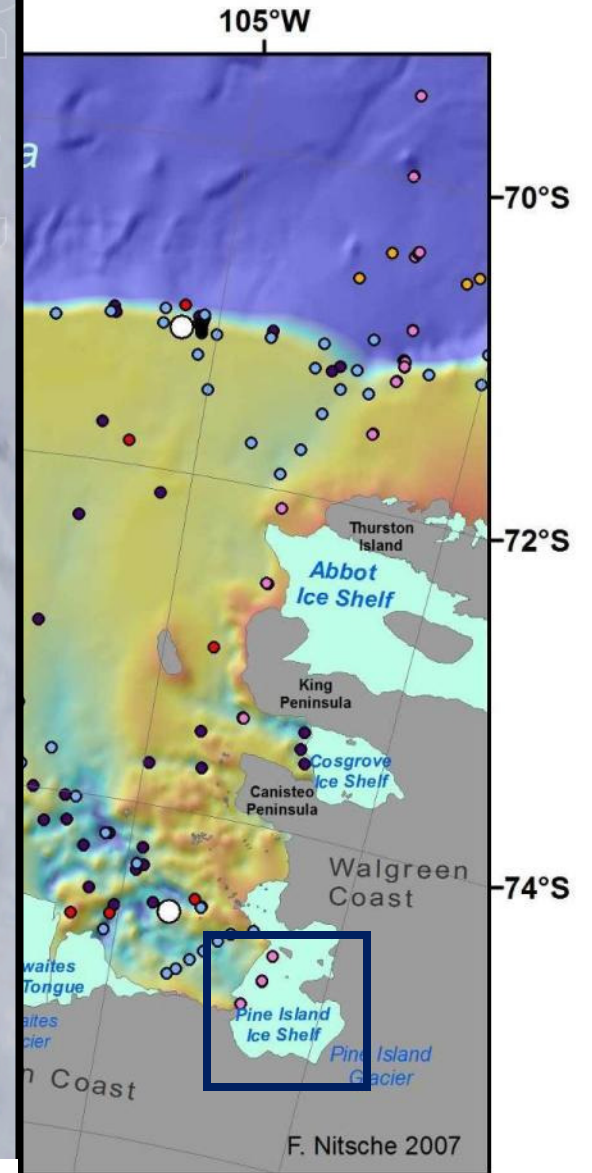 105°W
a
70°S
Thurston
Island
72°S
Abbot
Ice Shelf
King
Peninsula
Cosgrove
Ice Shelf
Canisteo
Peninsula
Walgreen
Coast
74°S
waites
Tongue
Pine Island
Ice Shelf
aites
cier
Pine Island
Glacier
n Coast
F. Nitsche 2007